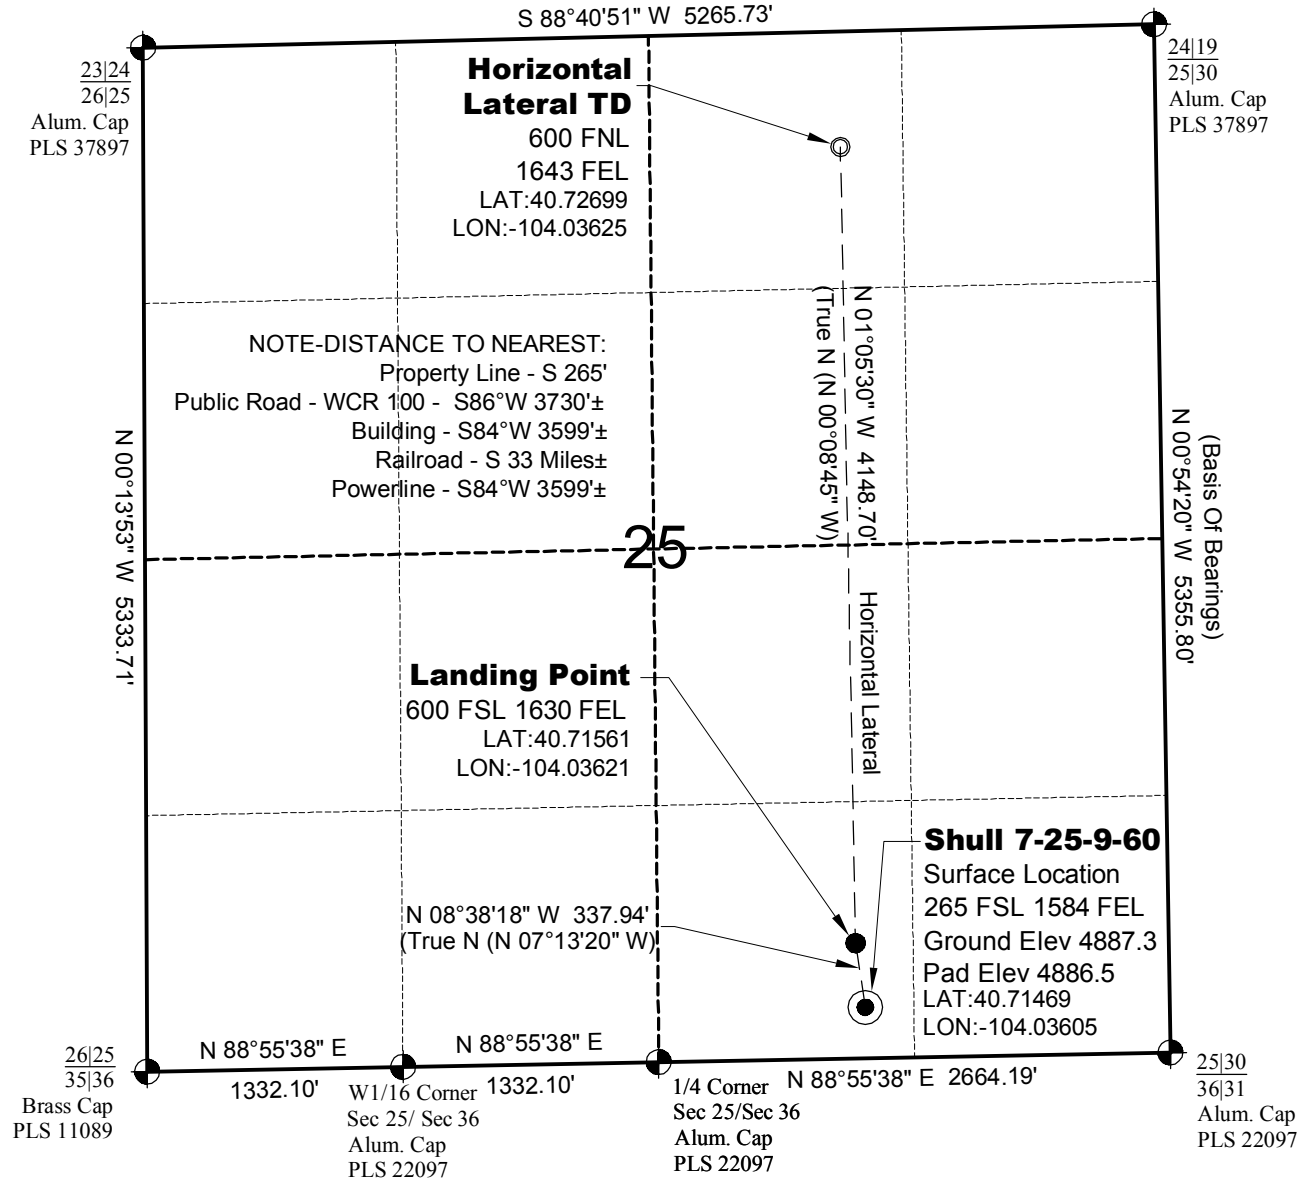 S 88°40'51" W 5265.73'
23|24
26|25
Alum. Cap
PLS 37897
24|19
25|30
Alum. Cap
PLS 37897
Horizontal
Lateral TD
600 FNL
1643 FEL
LAT:40.72699
LON:-104.03625
NOTE-DISTANCE TO NEAREST:
Property Line - S 265'
Public Road - WCR 100 - S86°W 3730'±
Building - S84°W 3599'±
Railroad - S 33 Miles±
Powerline - S84°W 3599'±
N 01°05'30" W 4148.70'
(True N (N 00°08'45" W)
Horizontal Lateral
N 00°13'53" W 5333.71'
(Basis Of Bearings)
N 00°54'20" W 5355.80'
25
Landing Point
600 FSL 1630 FEL
LAT:40.71561
LON:-104.03621
Shull 7-25-9-60
Surface Location
265 FSL 1584 FEL
Ground Elev 4887.3
Pad Elev 4886.5
LAT:40.71469
LON:-104.03605
N 08°38'18" W 337.94'
(True N (N 07°13'20" W)
26|25
35|36
Brass Cap
PLS 11089
N 88°55'38" E
1332.10'
W1/16 Corner
Sec 25/ Sec 36
Alum. Cap
PLS 22097
N 88°55'38" E
1332.10'
1/4 Corner
Sec 25/Sec 36
Alum. Cap
PLS 22097
N 88°55'38" E 2664.19'
25|30
36|31
Alum. Cap
PLS 22097